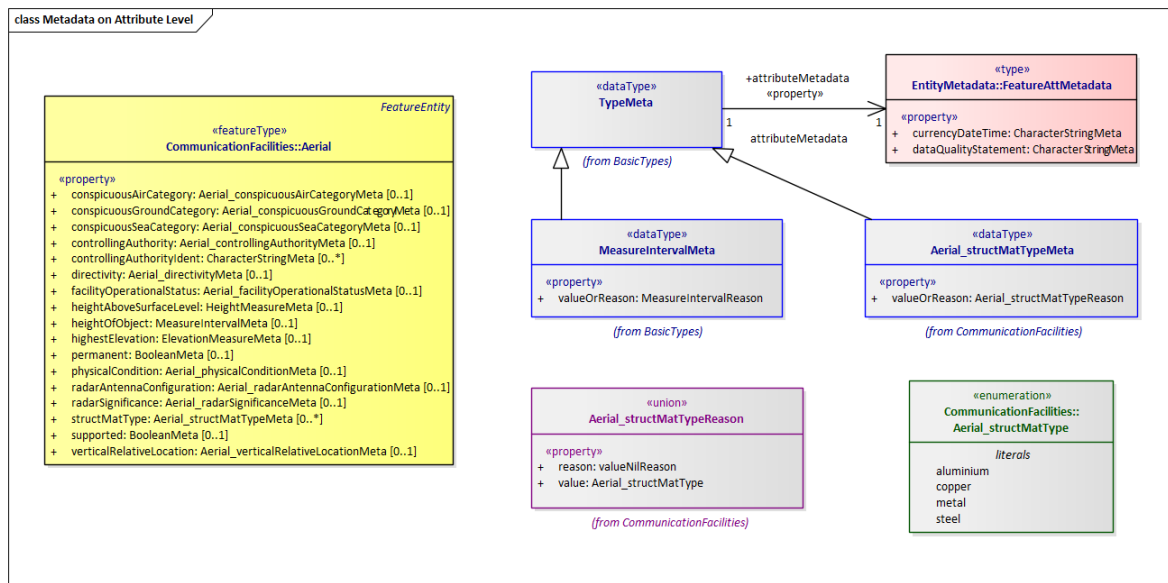 class Metadata on Attribute Level
FeatureEntity
«featureType»
CommunicationFacilities::Aerial
«property»
+ conspicuousAirCategory: Aerial_conspicuousAirCategoryMeta [0..1]
+ conspicuousGroundCategory: Aerial_conspicuousGroundCategoryMeta [0..1]
+ conspicuousSeaCategory: Aerial_conspicuousSeaCategoryMeta [0..1]
+ controllingAuthority: Aerial_controllingAuthorityMeta [0..1]
+ controllingAuthorityIdent: CharacterStringMeta [0..*]
+ directivity: Aerial_directivityMeta [0..1]
+ facilityOperationalStatus: Aerial_facilityOperationalStatusMeta [0..1]
+ heightAboveSurfaceLevel: HeightMeasureMeta [0..1]
+ heightOfObject: MeasureIntervalMeta [0..1]
+ highestElevation: ElevationMeasureMeta [0..1]
+ permanent: BooleanMeta [0..1]
+ physicalCondition: Aerial_physicalConditionMeta [0..1]
+ radarAntennaConfiguration: Aerial_radarAntennaConfigurationMeta [0..1]
+ radarSignificance: Aerial_radarSignificanceMeta [0..1]
+ structMatType: Aerial_structMatTypeMeta [0..*]
+ supported: BooleanMeta [0..1]
+ verticalRelativeLocation: Aerial_verticalRelativeLocationMeta [0..1]
«dataType»
TypeMeta
(from BasicTypes)
+attributeMetadata
«property»
1
1
attributeMetadata
«type»
EntityMetadata::FeatureAttMetadata
«property»
+ currencyDateTime: CharacterStringMeta
+ dataQualityStatement: CharacterStringMeta
«dataType»
MeasureIntervalMeta
«property»
+ valueOrReason: MeasureIntervalReason
(from BasicTypes)
«dataType»
Aerial_structMatTypeMeta
«property»
+ valueOrReason: Aerial_structMatTypeReason
(from CommunicationFacilities)
«union»
Aerial_structMatTypeReason
«property»
+ reason: valueNilReason
+ value: Aerial_structMatType
(from CommunicationFacilities)
«enumeration»
CommunicationFacilities::
Aerial_structMatType
literals
aluminium
copper
metal
steel